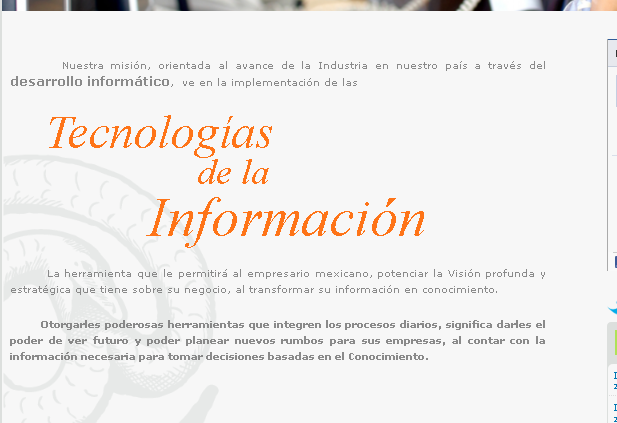 Nuestra misión, orientada al avance de la Industria en nuestro país a través del
desarrollo informático, ve en la implementación de las
Tecnologías
de la
Información
La herramienta que le permitirá al empresario mexicano, potenciar la Visión profunda y
estratégica que tiene sobre su negocio, al transformar su información en conocimiento.
Otorgarles poderosas herramientas que integren los procesos diarios, significa darles el
poder de ver futuro y poder planear nuevos rumbos para sus empresas, al contar con la
información necesaria para tomar decisiones basadas en el Conocimiento.